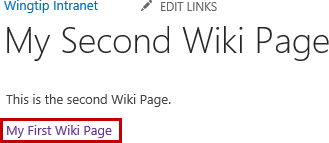 Wingtip Intranet EDIT LINKS
My Second Wiki Page
This is the second Wiki Page.
My First Wiki Page